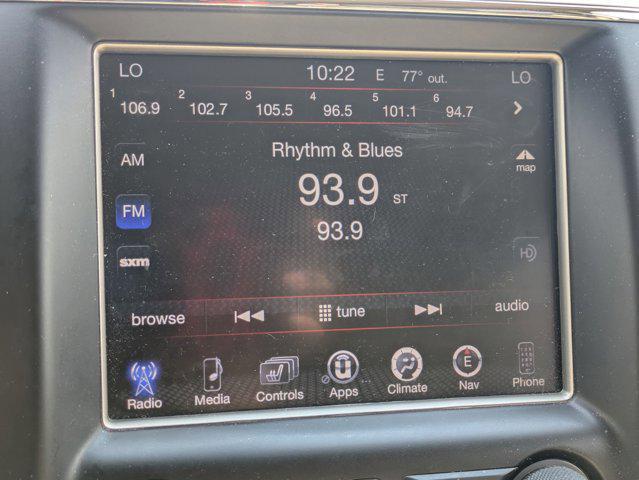 LO 10:22 E 77° out. LO
1 106.9 2 102.7 3 105.5 4 96.5 5 101.1 6 94.7
Rhythm & Blues
AM
map
93.9 ST
FM
93.9
sxm
HD
browse tune audio
Radio Media Controls Apps Climate E Nav Phone